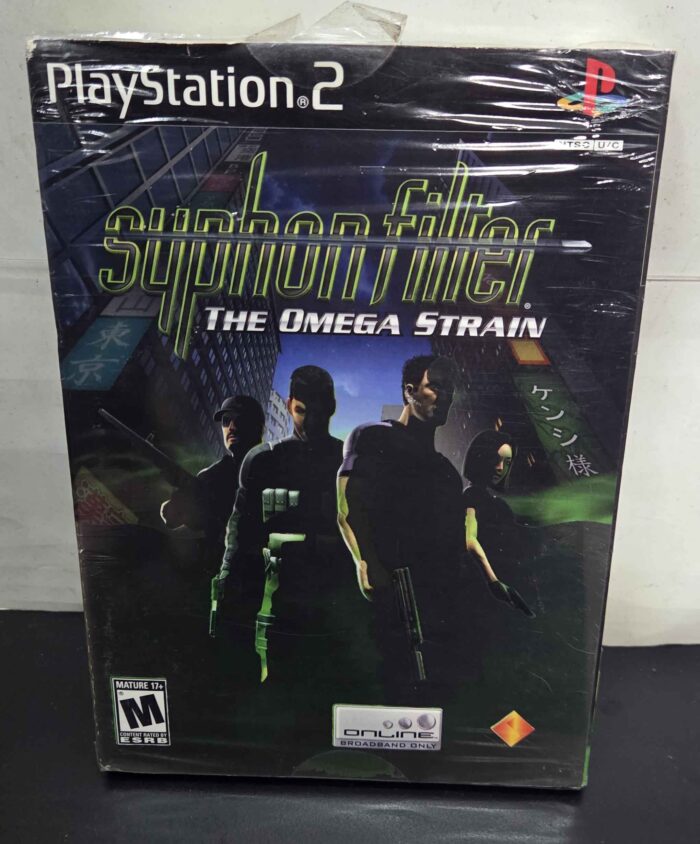 PlayStation®2
NTSC U/C
syphon filter®
THE OMEGA STRAIN
東京
ケンシ様
MATURE 17+
M®
CONTENT RATED BY
ESRB
ONLINE
BROADBAND ONLY